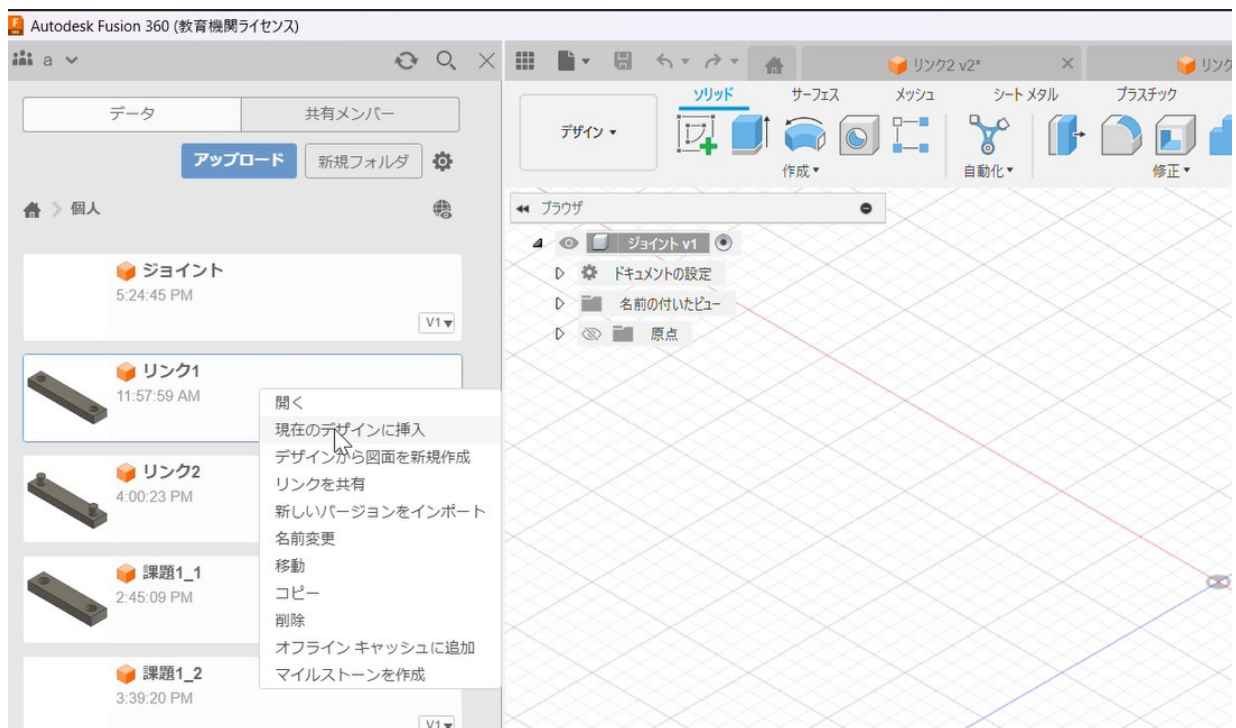 Autodesk Fusion 360 (教育機関ライセンス)
a
リンク2 v2*
リンク
データ
共有メンバー
アップロード
新規フォルダ
個人
デザイン
ソリッド
サーフェス
メッシュ
シート メタル
プラスチック
作成
自動化
修正
ブラウザ
ジョイント v1
ドキュメントの設定
名前の付いたビュー
原点
ジョイント
5:24:45 PM
V1
リンク1
11:57:59 AM
リンク2
4:00:23 PM
課題1_1
2:45:09 PM
課題1_2
3:39:20 PM
V1
開く
現在のデザインに挿入
デザインから図面を新規作成
リンクを共有
新しいバージョンをインポート
名前変更
移動
コピー
削除
オフライン キャッシュに追加
マイルストーンを作成